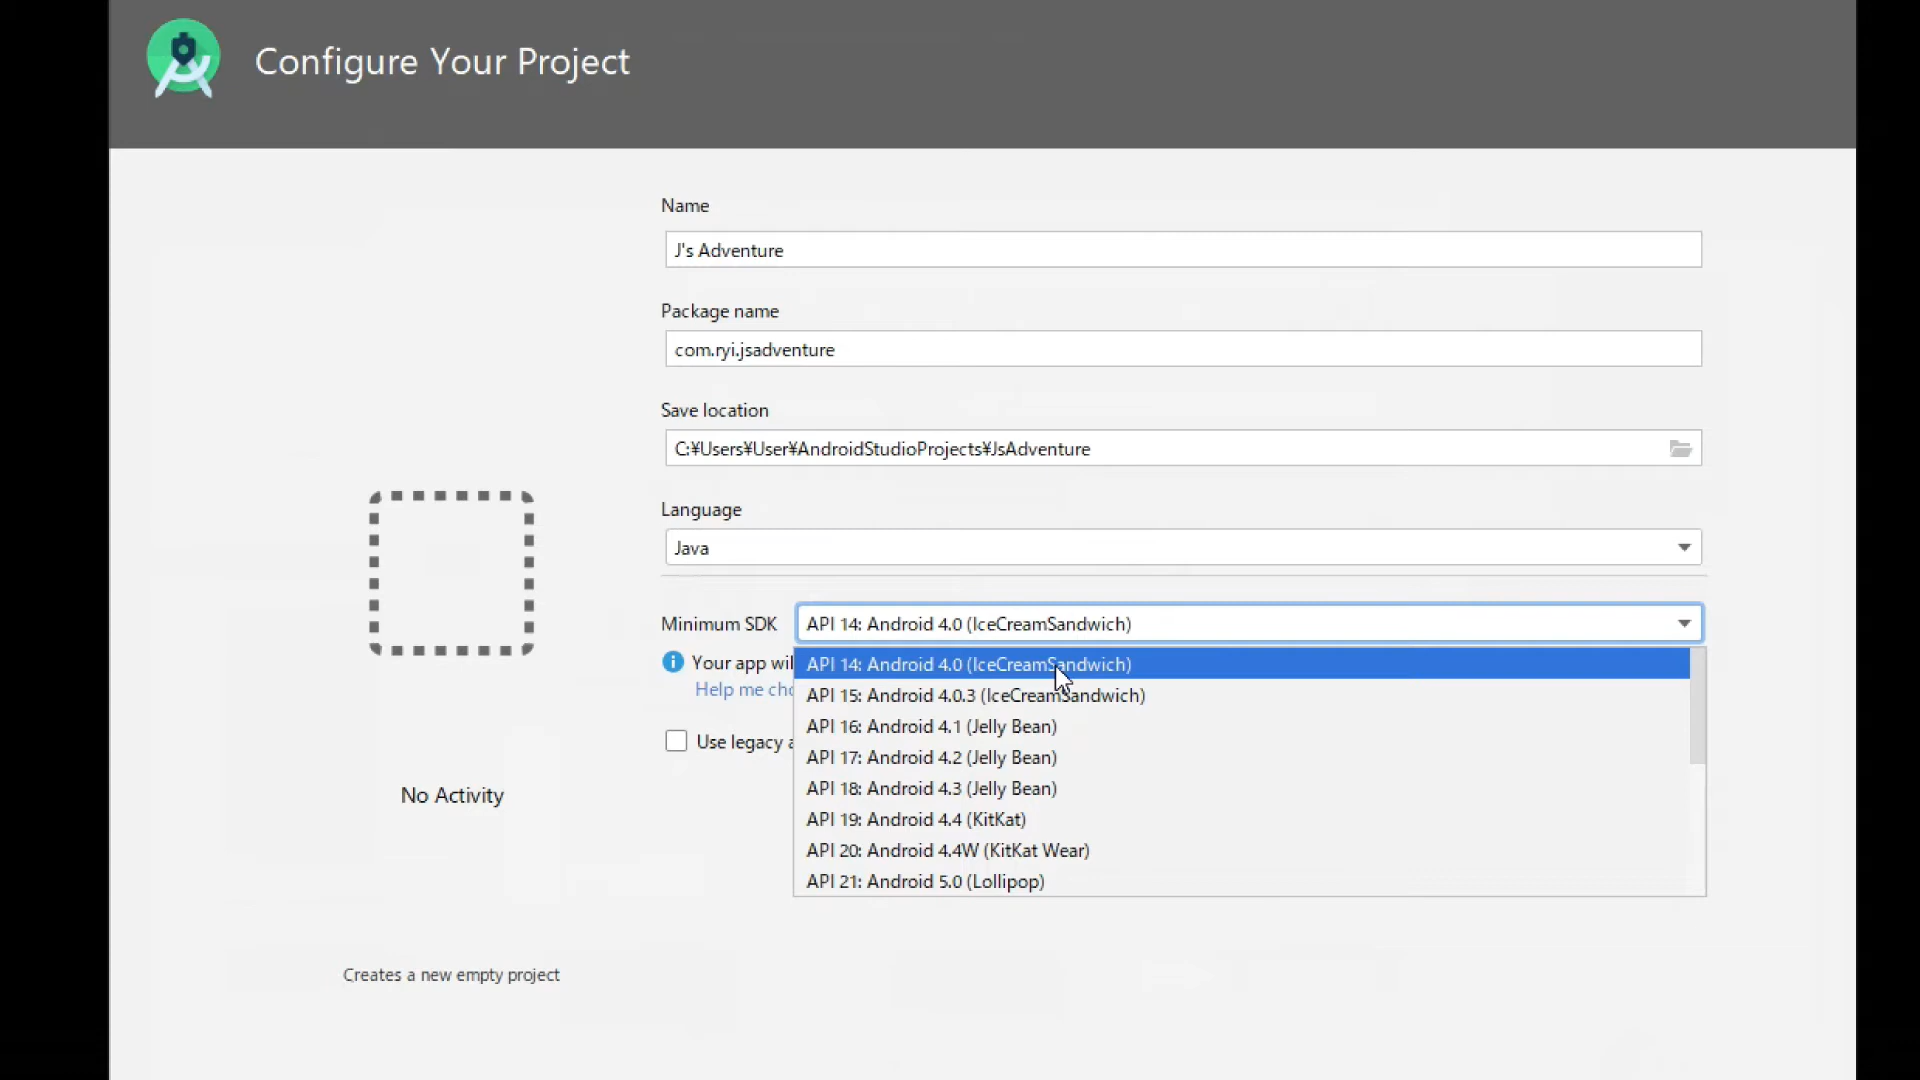 Configure Your Project
Name
J's Adventure
Package name
com.ryi.jsadventure
Save location
C:¥Users¥User¥AndroidStudioProjects¥JsAdventure
Language
Java
Minimum SDK
API 14: Android 4.0 (IceCreamSandwich)
Your app wil
Help me cho
Use legacy a
API 14: Android 4.0 (IceCreamSandwich)
API 15: Android 4.0.3 (IceCreamSandwich)
API 16: Android 4.1 (Jelly Bean)
API 17: Android 4.2 (Jelly Bean)
API 18: Android 4.3 (Jelly Bean)
API 19: Android 4.4 (KitKat)
API 20: Android 4.4W (KitKat Wear)
API 21: Android 5.0 (Lollipop)
No Activity
Creates a new empty project